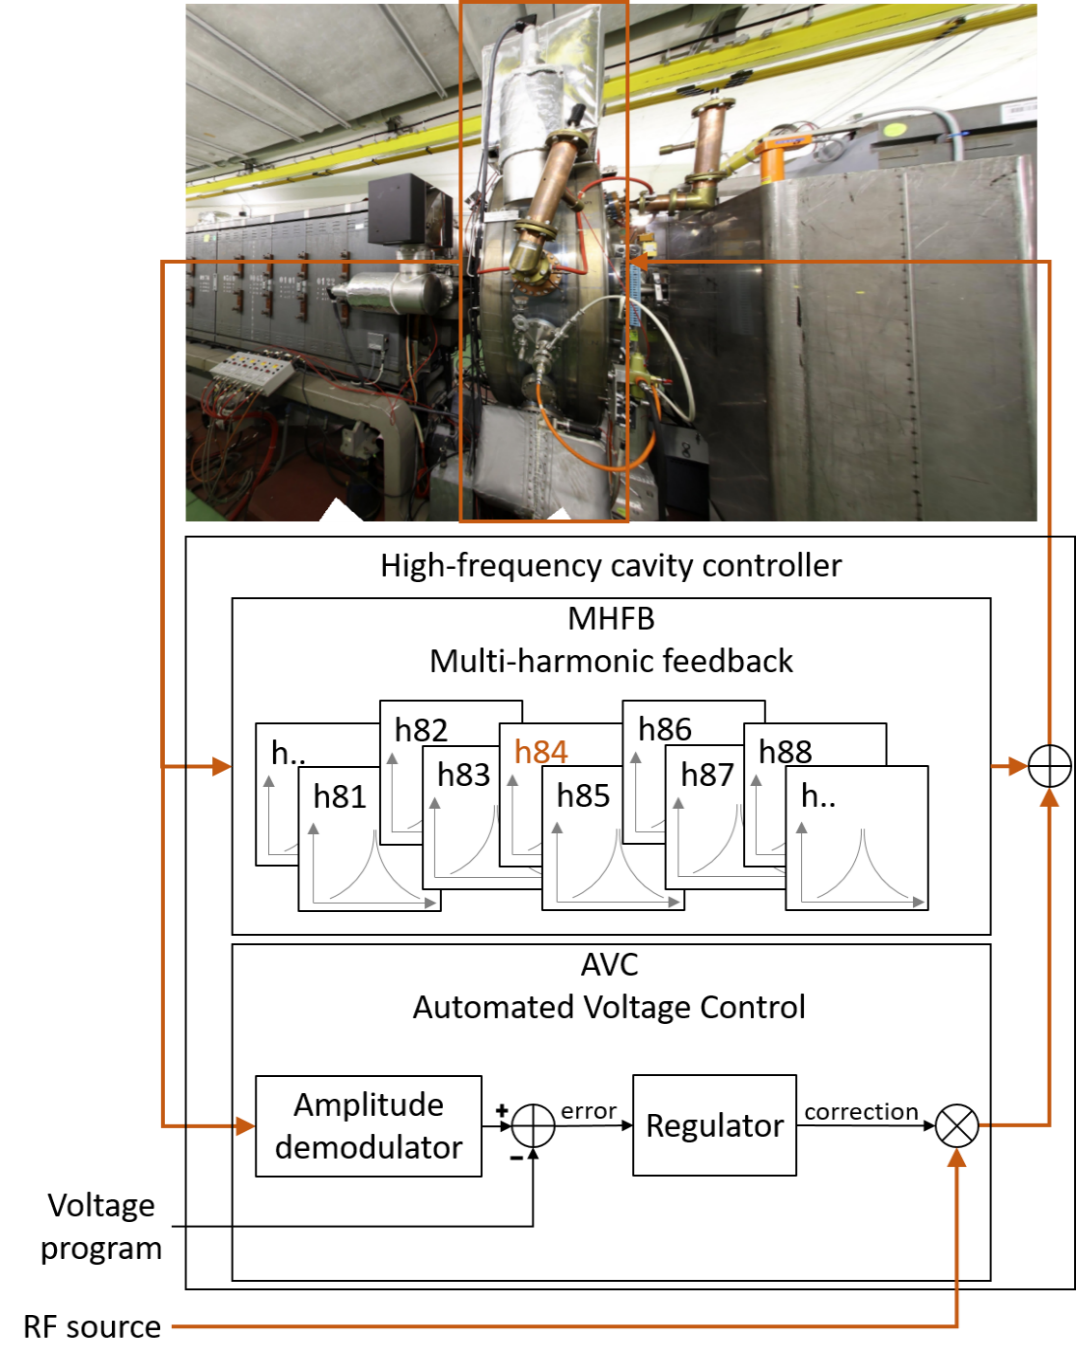 High-frequency cavity controller
MHFB
Multi-harmonic feedback
h..
h81
h82
h83
h84
h85
h86
h87
h88
h..
AVC
Automated Voltage Control
Amplitude
demodulator
+
−
error
Regulator
correction
Voltage
program
RF source